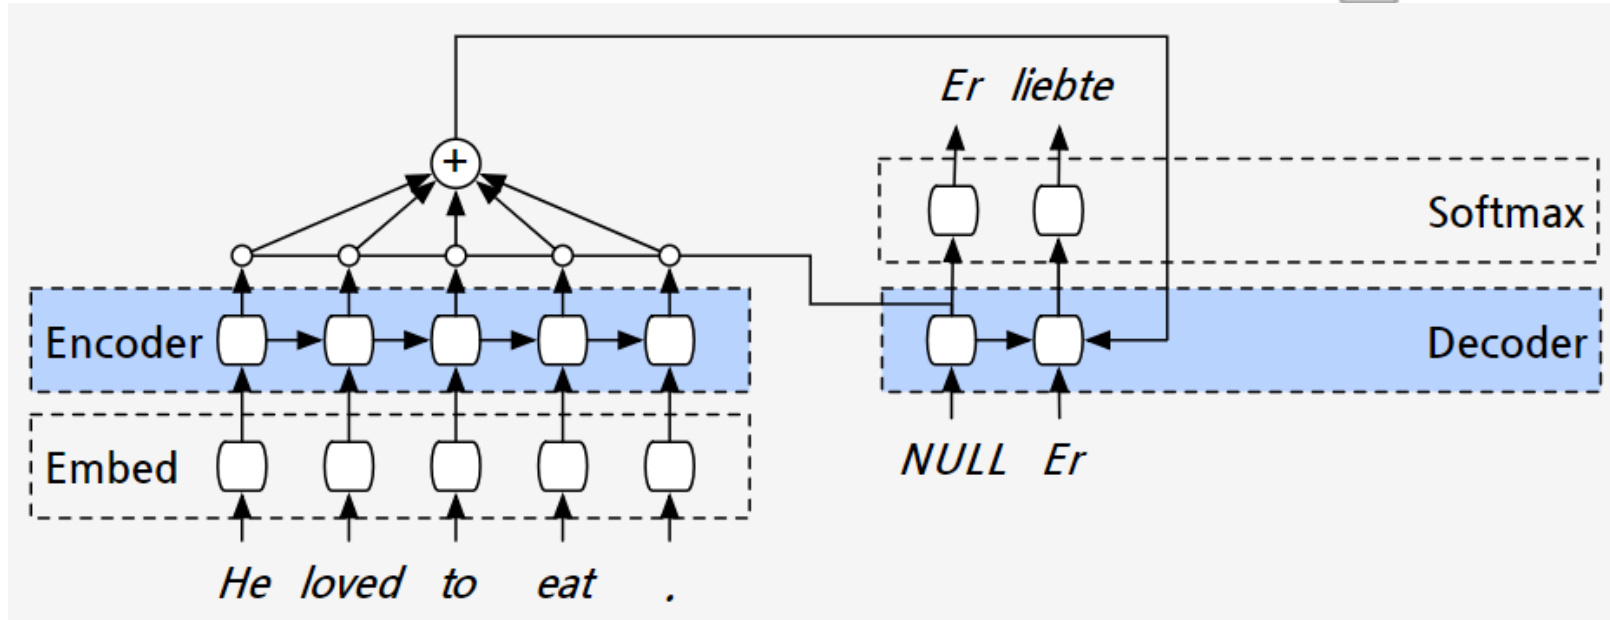 +
Er liebte
Softmax
Encoder
Decoder
Embed
NULL Er
He loved to eat .